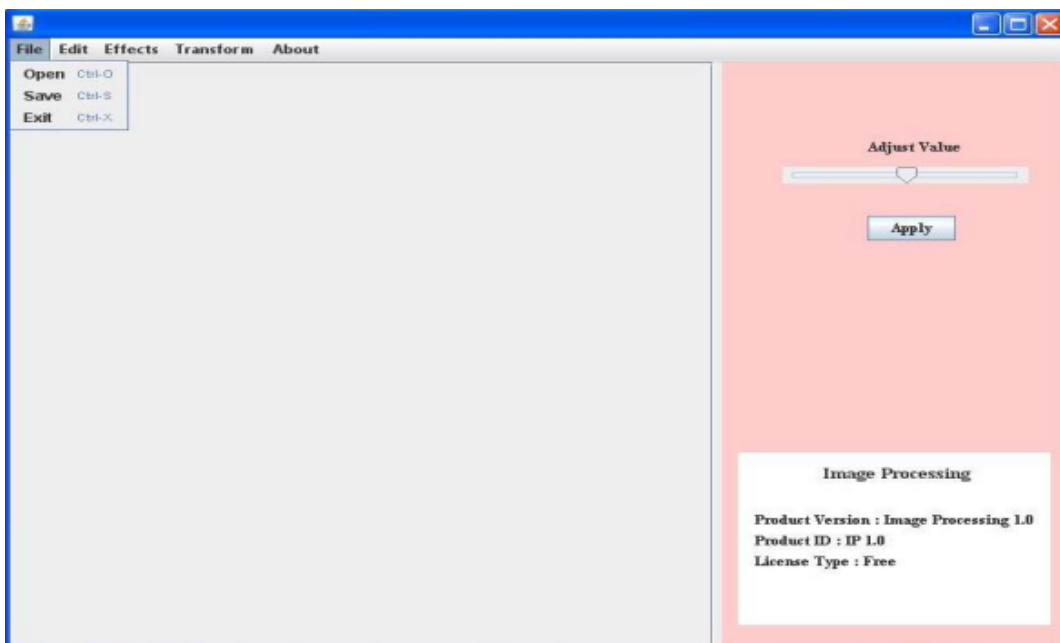 File Edit Effects Transform About
Open Ctrl-O
Save Ctrl-S
Exit Ctrl-X
Adjust Value
Apply
Image Processing
Product Version : Image Processing 1.0
Product ID : IP 1.0
License Type : Free